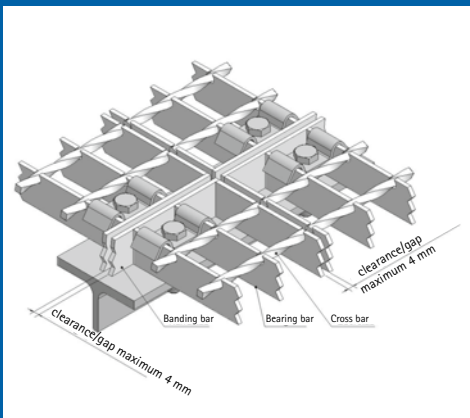 clearance/gap
maximum 4 mm
Banding bar
Bearing bar
Cross bar
clearance/gap maximum 4 mm